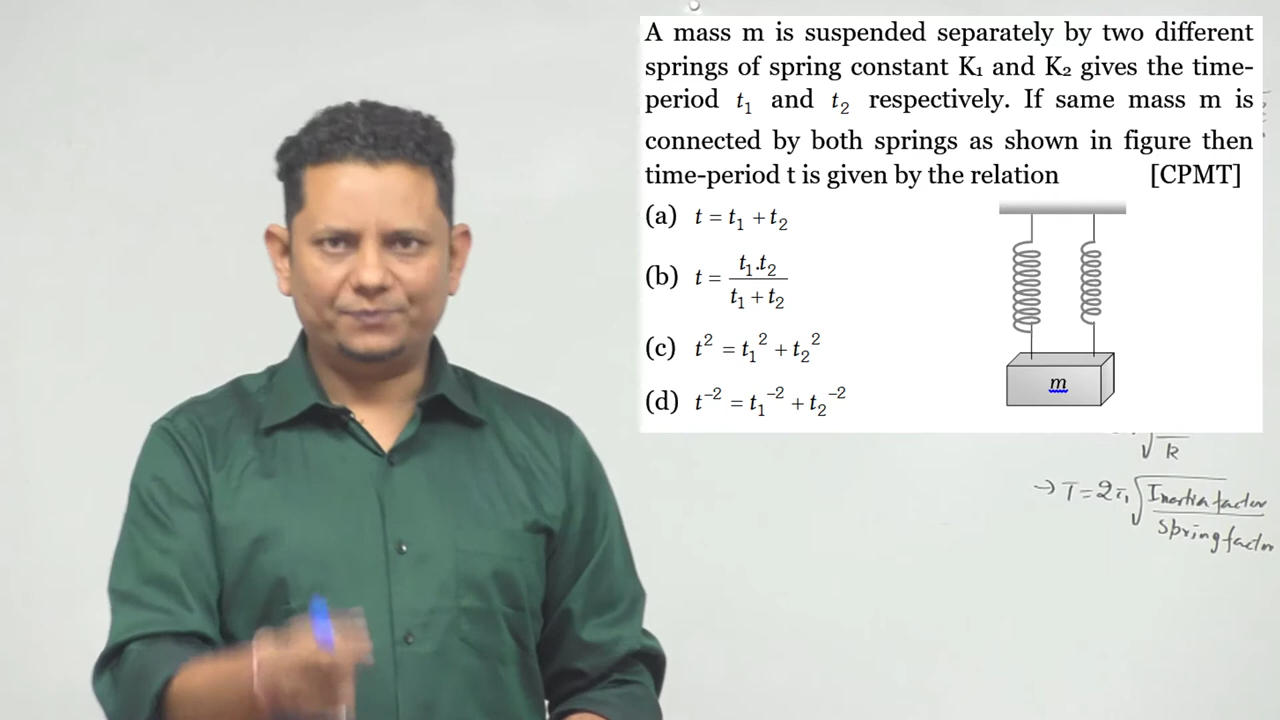 A mass m is suspended separately by two different
springs of spring constant K₁ and K₂ gives the time-
period t₁ and t₂ respectively. If same mass m is
connected by both springs as shown in figure then
time-period t is given by the relation [CPMT]
(a) t = t₁ + t₂
(b) t = t₁.t₂ / t₁ + t₂
(c) t² = t₁² + t₂²
(d) t⁻² = t₁⁻² + t₂⁻²
m
√ k
→ T = 2π √ Inertia factor / Spring factor